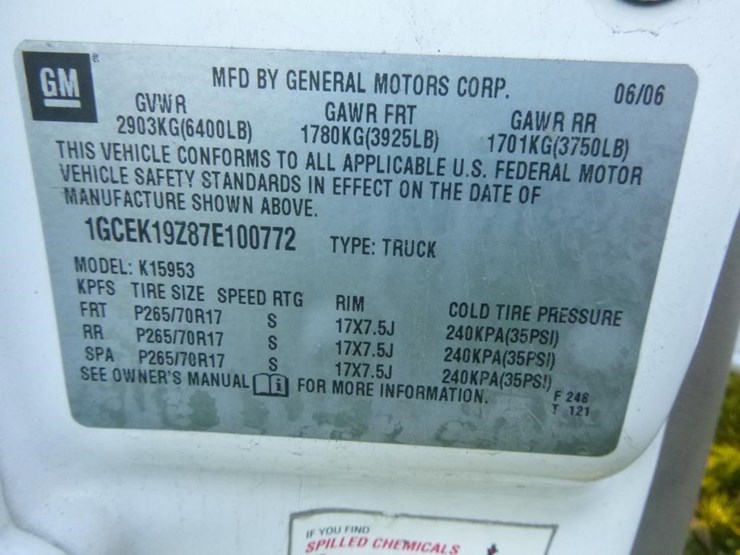 GM
MFD BY GENERAL MOTORS CORP. 06/06
GVWR GAWR FRT GAWR RR
2903KG(6400LB) 1780KG(3925LB) 1701KG(3750LB)
THIS VEHICLE CONFORMS TO ALL APPLICABLE U.S. FEDERAL MOTOR
VEHICLE SAFETY STANDARDS IN EFFECT ON THE DATE OF
MANUFACTURE SHOWN ABOVE.
1GCEK19Z87E100772 TYPE: TRUCK
MODEL: K15953
KPFS TIRE SIZE SPEED RTG RIM COLD TIRE PRESSURE
FRT P265/70R17 S 17X7.5J 240KPA(35PSI)
RR P265/70R17 S 17X7.5J 240KPA(35PSI)
SPA P265/70R17 S 17X7.5J 240KPA(35PSI)
SEE OWNER'S MANUAL FOR MORE INFORMATION.
F 248
T 121
IF YOU FIND
SPILLED CHEMICALS